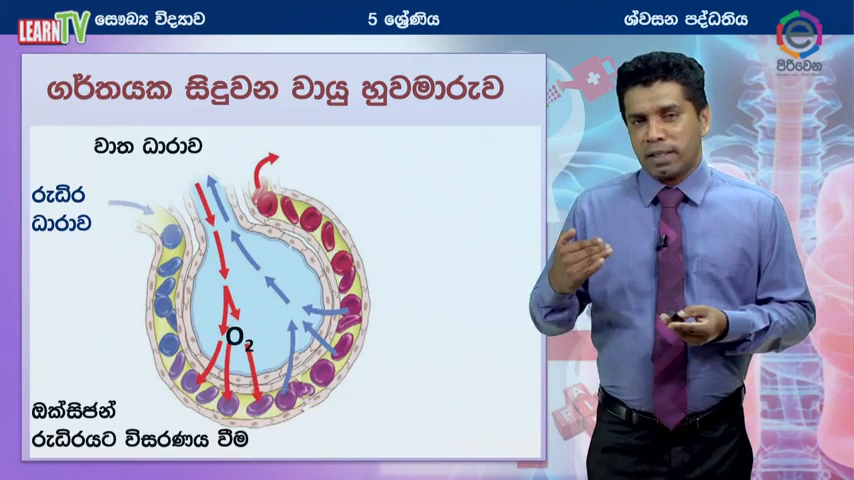 LEARN TV
සෞඛ්‍ය විද්‍යාව
5 ශ්‍රේණිය
ශ්වසන පද්ධතිය
පිරිවෙන
ගර්තයක සිදුවන වායු හුවමාරුව
වාත ධාරාව
රුධිර
ධාරාව
O₂
ඔක්සිජන්
රුධිරයට විසරණය වීම